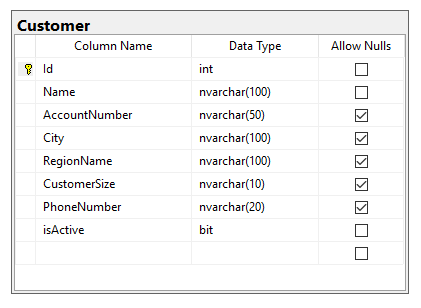 Customer
Column Name Data Type Allow Nulls
Id int
Name nvarchar(100)
AccountNumber nvarchar(50)
City nvarchar(100)
RegionName nvarchar(100)
CustomerSize nvarchar(10)
PhoneNumber nvarchar(20)
isActive bit